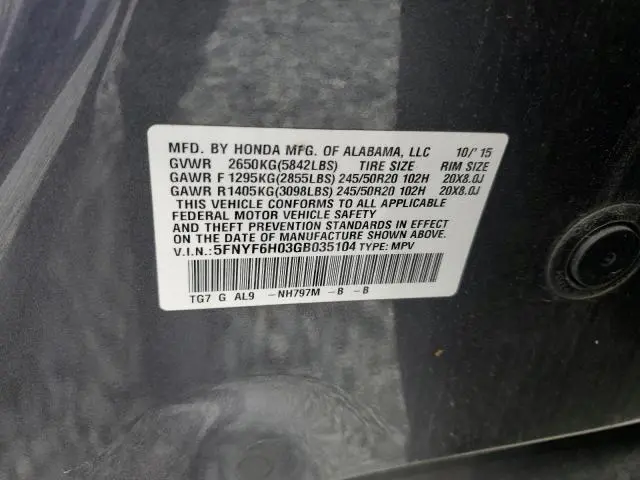 MFD. BY HONDA MFG. OF ALABAMA, LLC 10/'15
GVWR 2650KG(5842LBS) TIRE SIZE RIM SIZE
GAWR F 1295KG(2855LBS) 245/50R20 102H 20X8.0J
GAWR R1405KG(3098LBS) 245/50R20 102H 20X8.0J
THIS VEHICLE CONFORMS TO ALL APPLICABLE
FEDERAL MOTOR VEHICLE SAFETY
AND THEFT PREVENTION STANDARDS IN EFFECT
ON THE DATE OF MANUFACTURE SHOWN ABOVE.
V.I.N.:5FNYF6H03GB035104 TYPE: MPV
TG7 G AL9 -NH797M -B -B